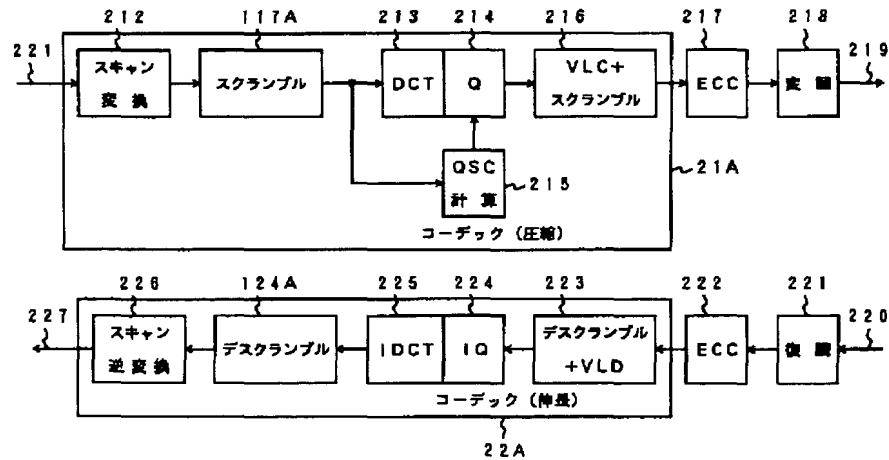 212 117A 213 214 216 217 218
221 219
スキャン
変換
スクランブル
DCT
Q
VLC+
スクランブル
ECC
変調
QSC
計算
215
21A
コーデック（圧縮）
226 124A 225 224 223 222 221
227 220
スキャン
逆変換
デスクランブル
IDCT
IQ
デスクランブル
+VLD
ECC
復調
コーデック（伸長）
22A